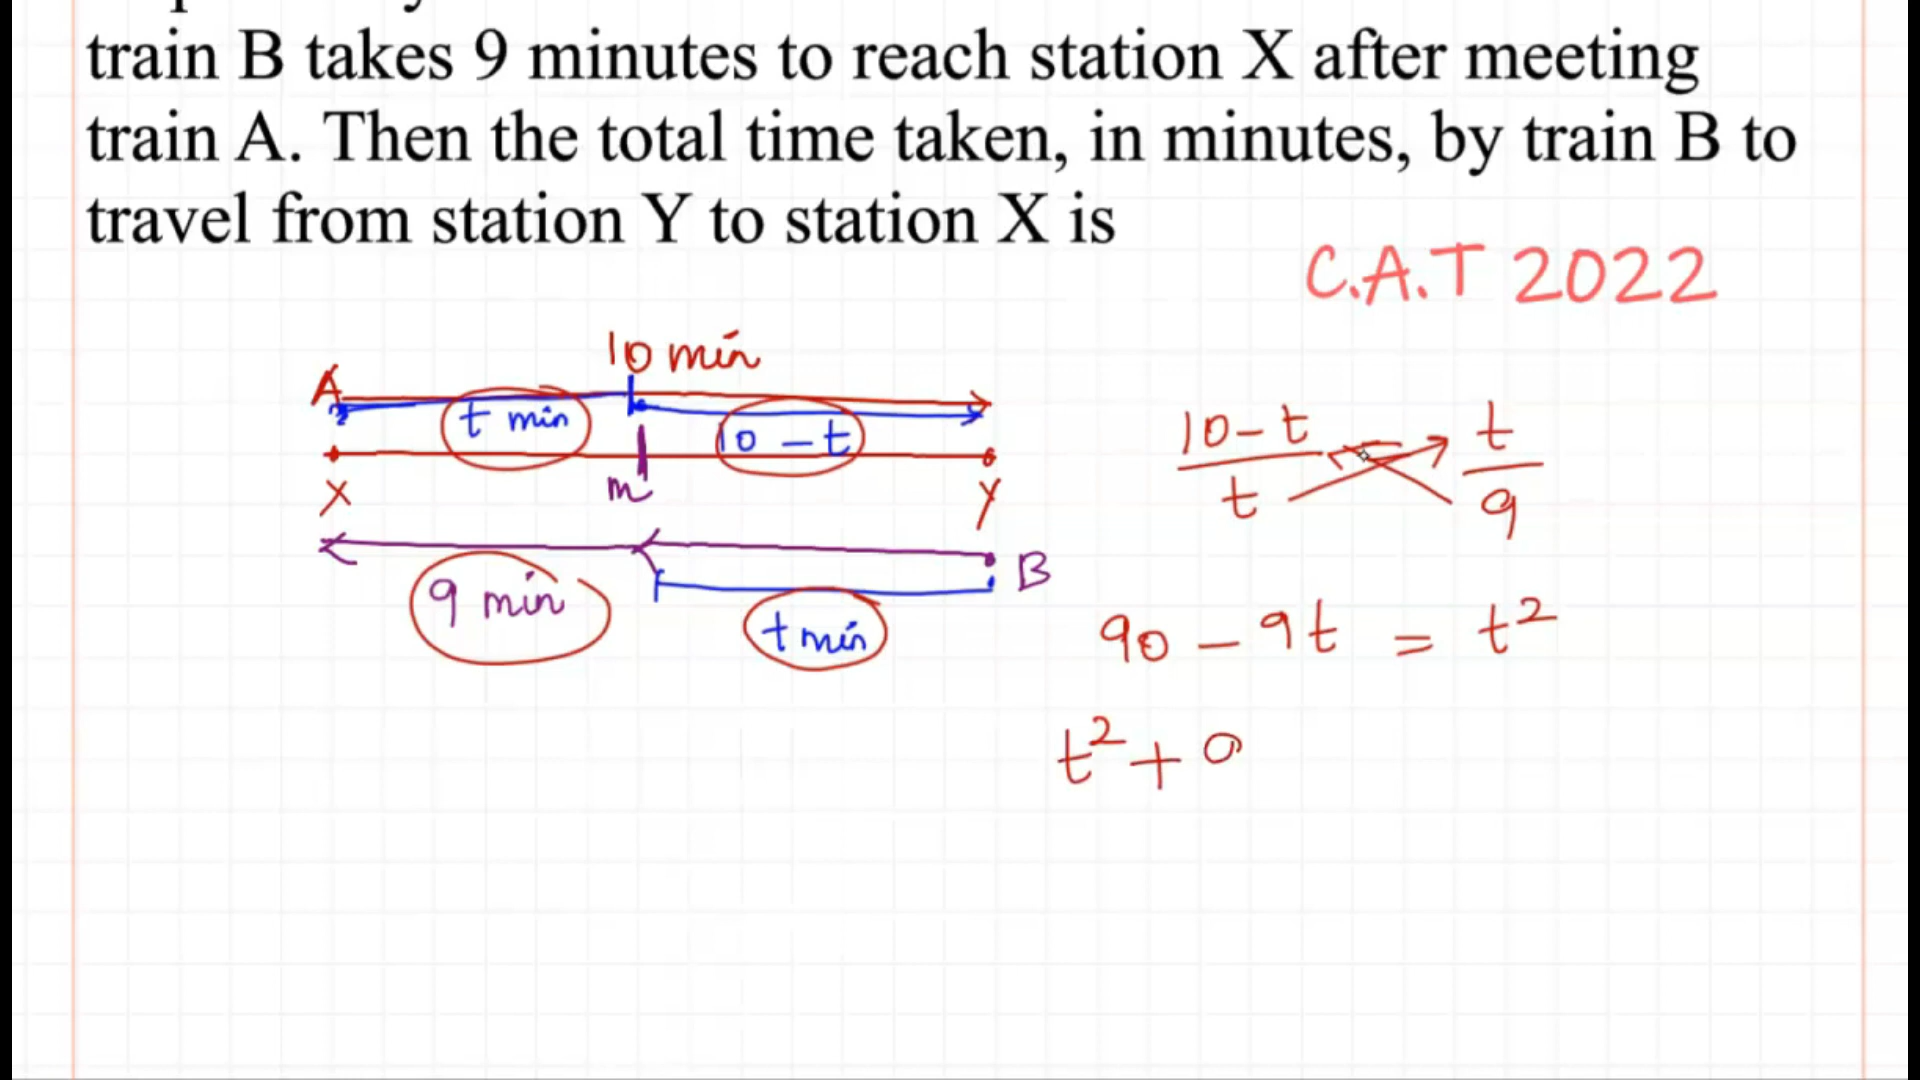 train B takes 9 minutes to reach station X after meeting
train A. Then the total time taken, in minutes, by train B to
travel from station Y to station X is
C.A.T 2022
10 min
A
t min
10 - t
X
m
Y
B
9 min
t min
10 - t
t
t
9
90 - 9t = t²
t² +